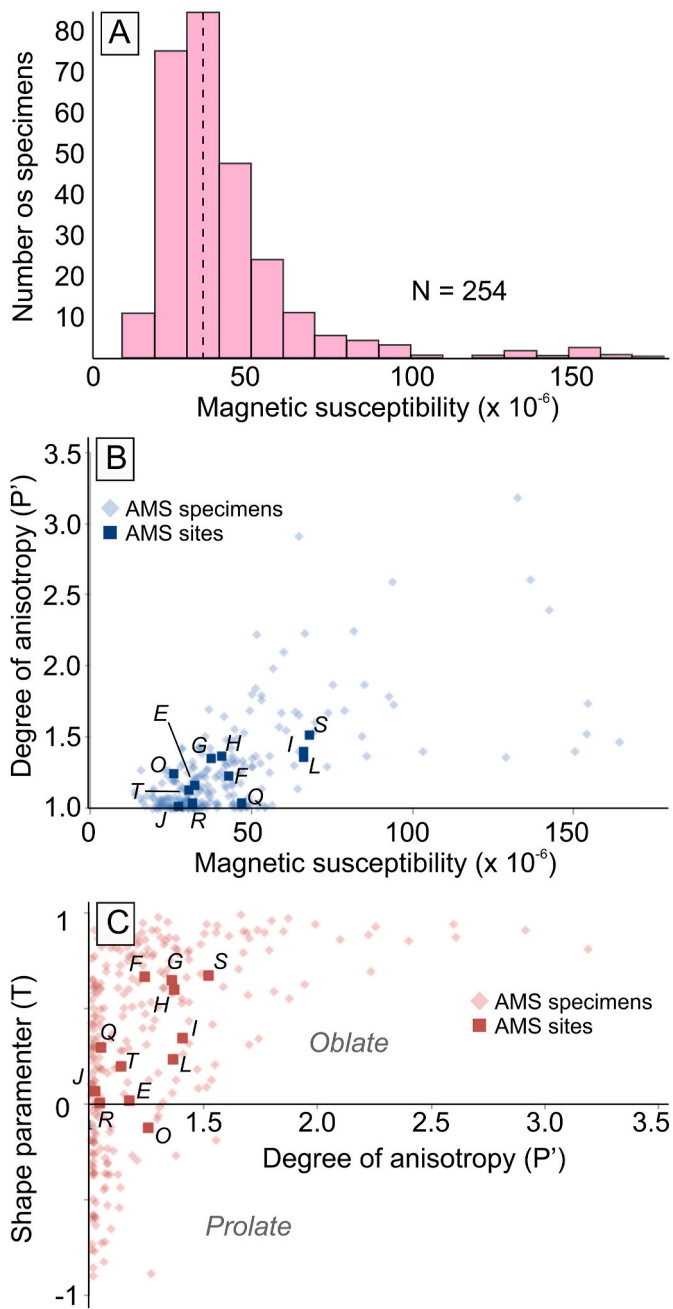 A
80
70
60
50
40
30
20
10
Number os specimens
N = 254
0 50 100 150
Magnetic susceptibility (x 10-6)
B
3.5
3.0
2.5
2.0
1.5
1.0
Degree of anisotropy (P')
AMS specimens
AMS sites
E
S
G H I
O F L
T Q
J R
0 50 100 150
Magnetic susceptibility (x 10-6)
C
1
0
-1
Shape paramenter (T)
F G S
H
Q I
T L
J E
R O
AMS specimens
AMS sites
Oblate
1.5 2.0 2.5 3.0 3.5
Degree of anisotropy (P')
Prolate